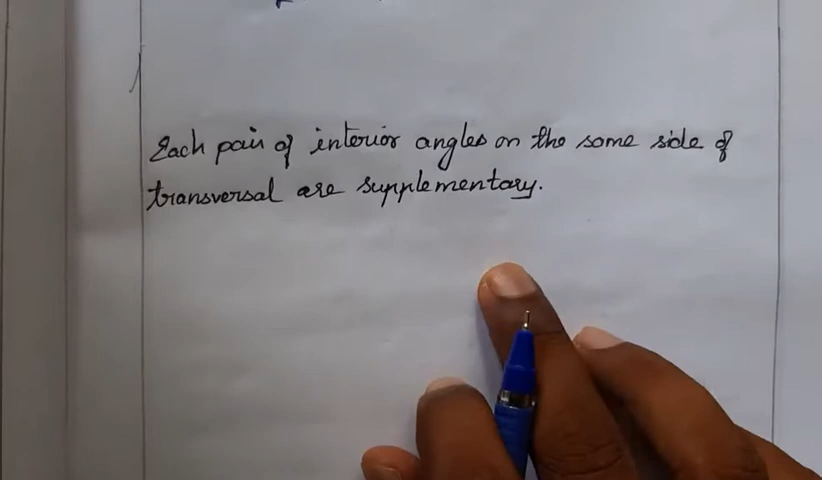 Each pair of interior angles on the same side of
transversal are supplementary.